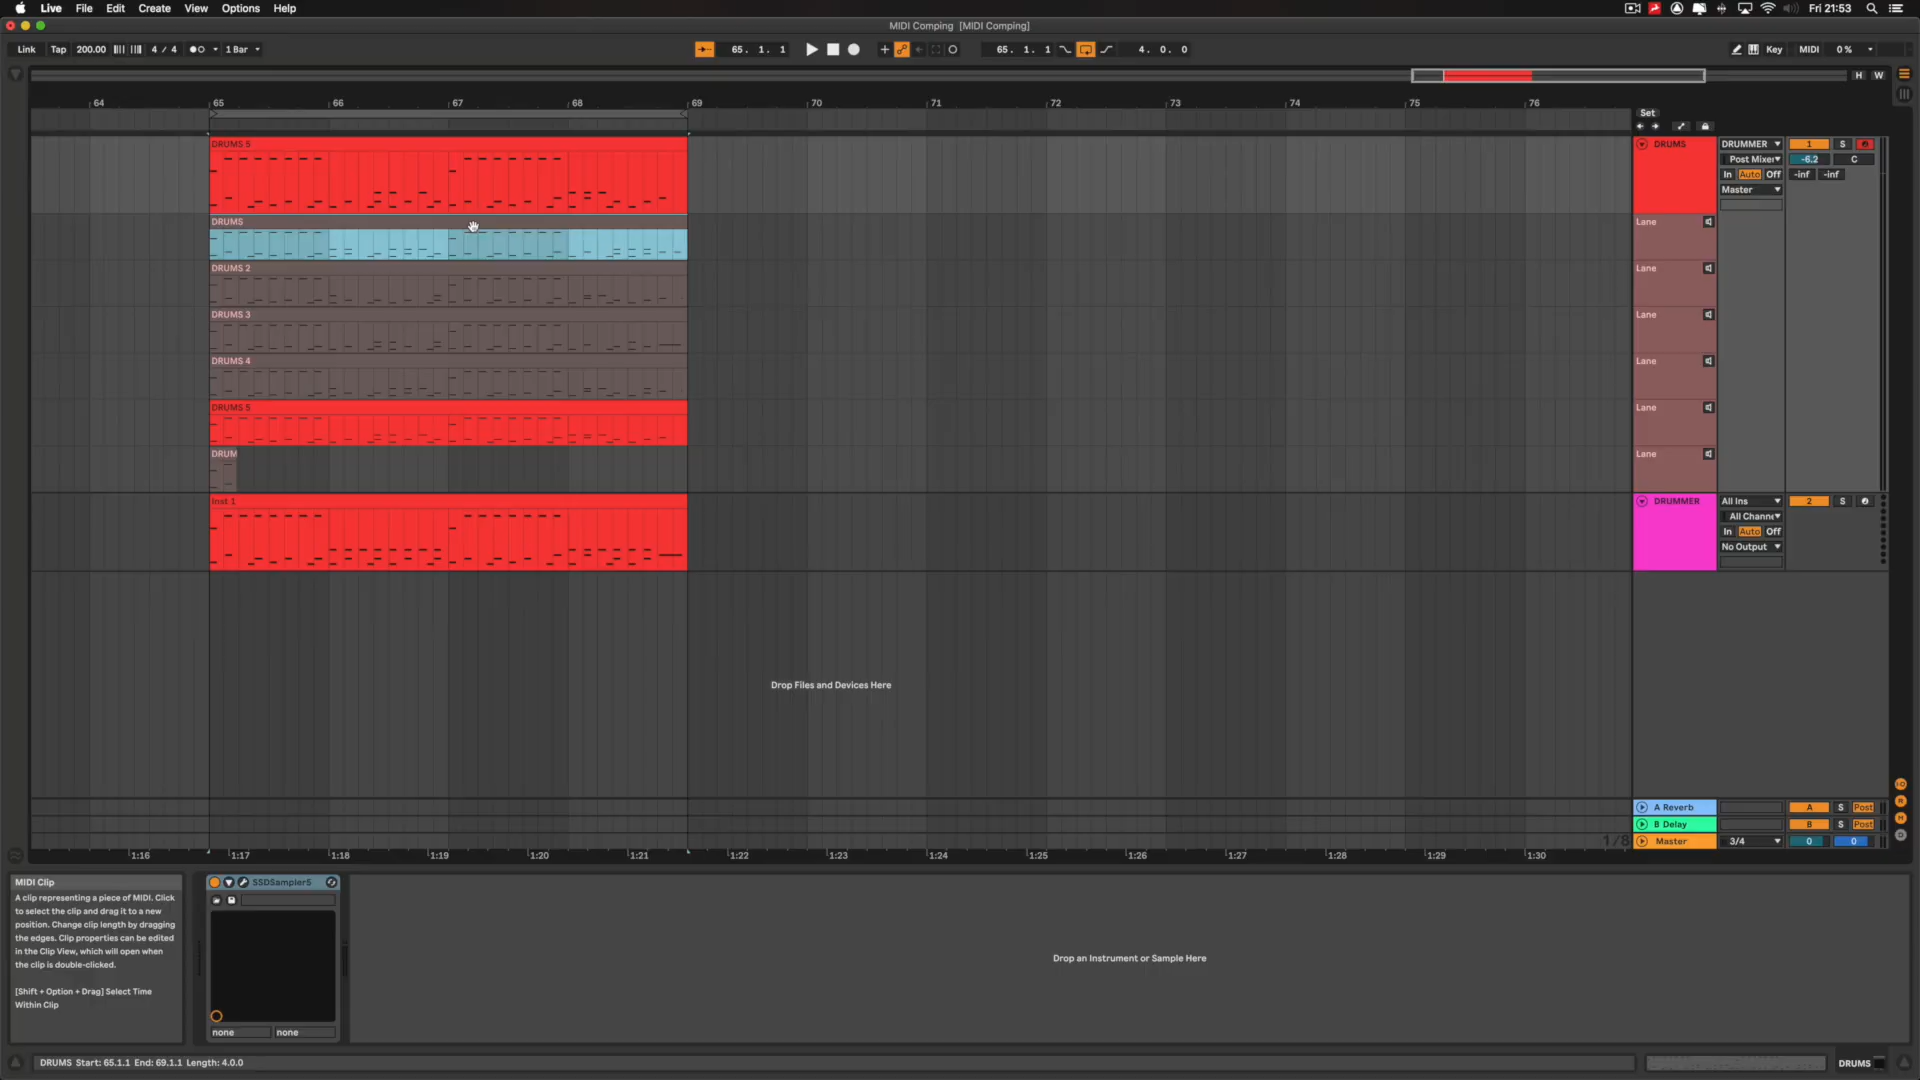 Live File Edit Create View Options Help
Fri 21:53
MIDI Comping [MIDI Comping]
Link Tap 200.00 4 / 4 1 Bar
65. 1. 1
65. 1. 1
4. 0. 0
Key MIDI 0 %
H W
64 65 66 67 68 69 70 71 72 73 74 75 76
Set
DRUMS 5
DRUMS
DRUMS 2
DRUMS 3
DRUMS 4
DRUMS 5
DRUM
Inst 1
DRUMS DRUMMER 1 S
Post Mixer -6.2 C
In Auto Off -inf -inf
Master
Lane
Lane
Lane
Lane
Lane
Lane
DRUMMER All Ins 2 S
All Chann
In Auto Off
No Output
Drop Files and Devices Here
A Reverb A S Post
B Delay B S Post
1/8 Master 3/4 0 0
1:16 1:17 1:18 1:19 1:20 1:21 1:22 1:23 1:24 1:25 1:26 1:27 1:28 1:29 1:30
MIDI Clip
A clip representing a piece of MIDI. Click
to select the clip and drag it to a new
position. Change clip length by dragging
the edges. Clip properties can be edited
in the Clip View, which will open when
the clip is double-clicked.
[Shift + Option + Drag] Select Time
Within Clip
SSDSampler5
none none
Drop an Instrument or Sample Here
DRUMS Start: 65.1.1 End: 69.1.1 Length: 4.0.0
DRUMS